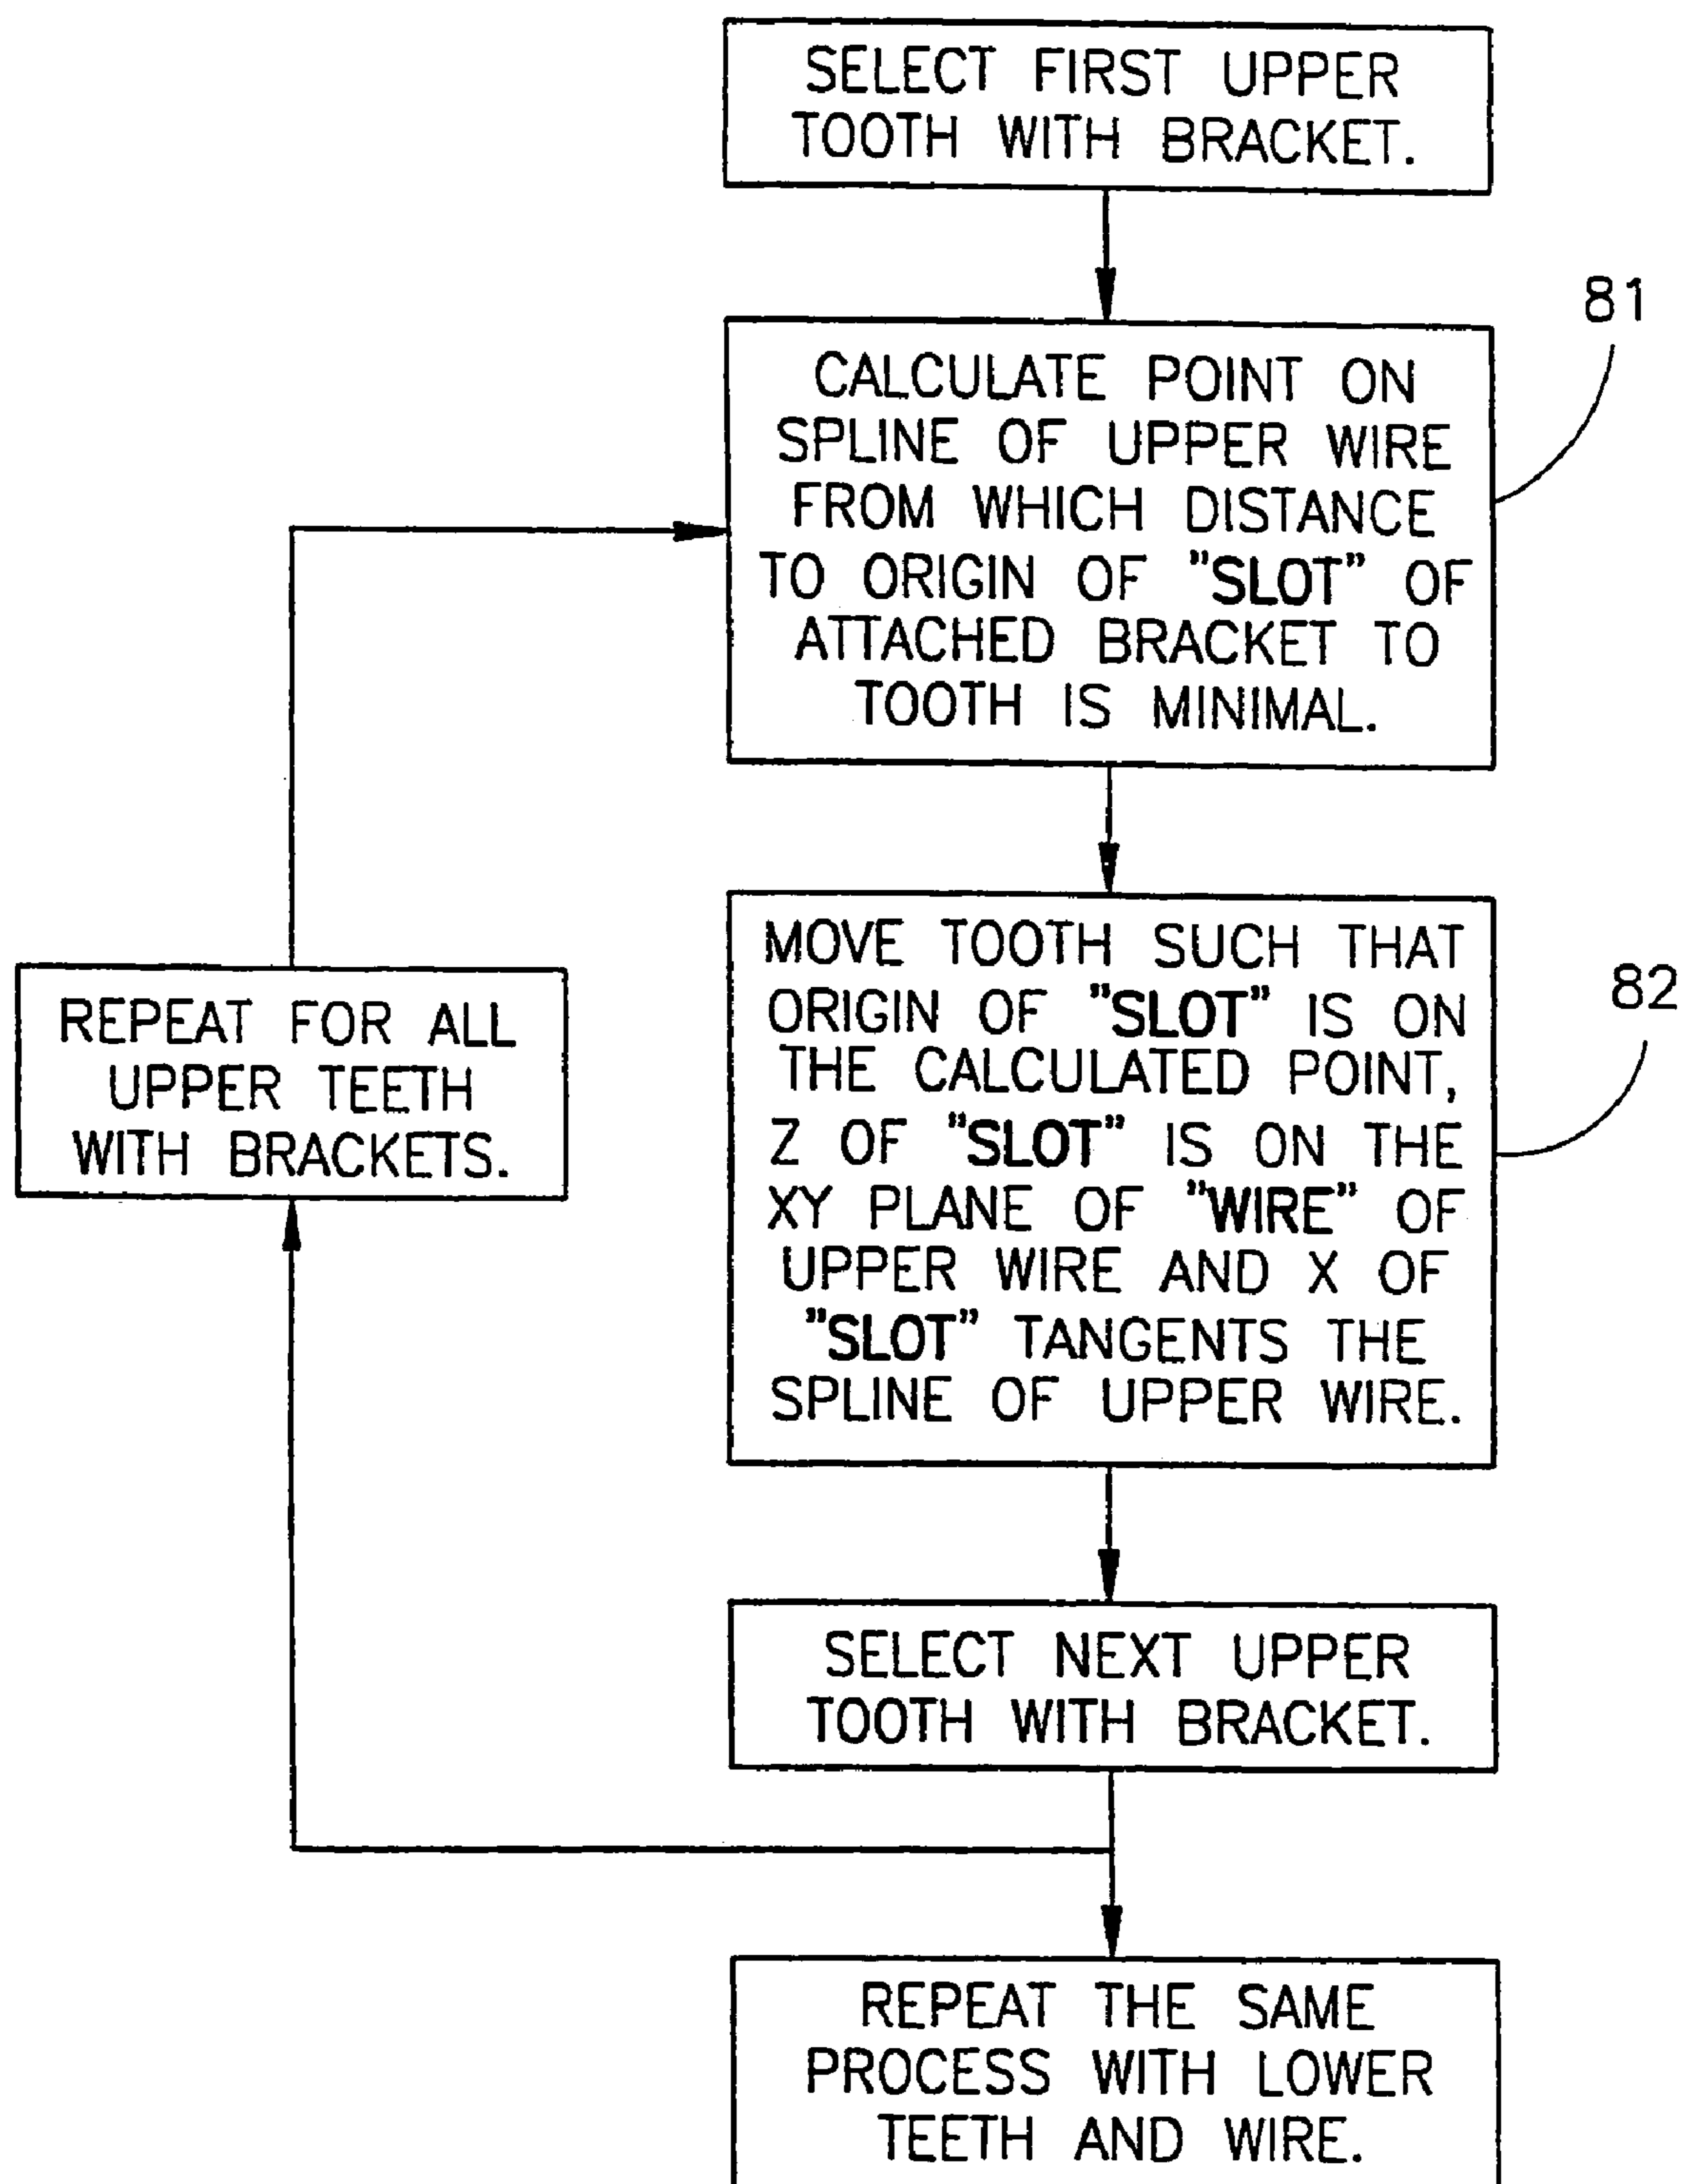 SELECT FIRST UPPER
TOOTH WITH BRACKET.
81
CALCULATE POINT ON
SPLINE OF UPPER WIRE
FROM WHICH DISTANCE
TO ORIGIN OF "SLOT" OF
ATTACHED BRACKET TO
TOOTH IS MINIMAL.
MOVE TOOTH SUCH THAT
ORIGIN OF "SLOT" IS ON
THE CALCULATED POINT,
Z OF "SLOT" IS ON THE
XY PLANE OF "WIRE" OF
UPPER WIRE AND X OF
"SLOT" TANGENTS THE
SPLINE OF UPPER WIRE.
82
REPEAT FOR ALL
UPPER TEETH
WITH BRACKETS.
SELECT NEXT UPPER
TOOTH WITH BRACKET.
REPEAT THE SAME
PROCESS WITH LOWER
TEETH AND WIRE.